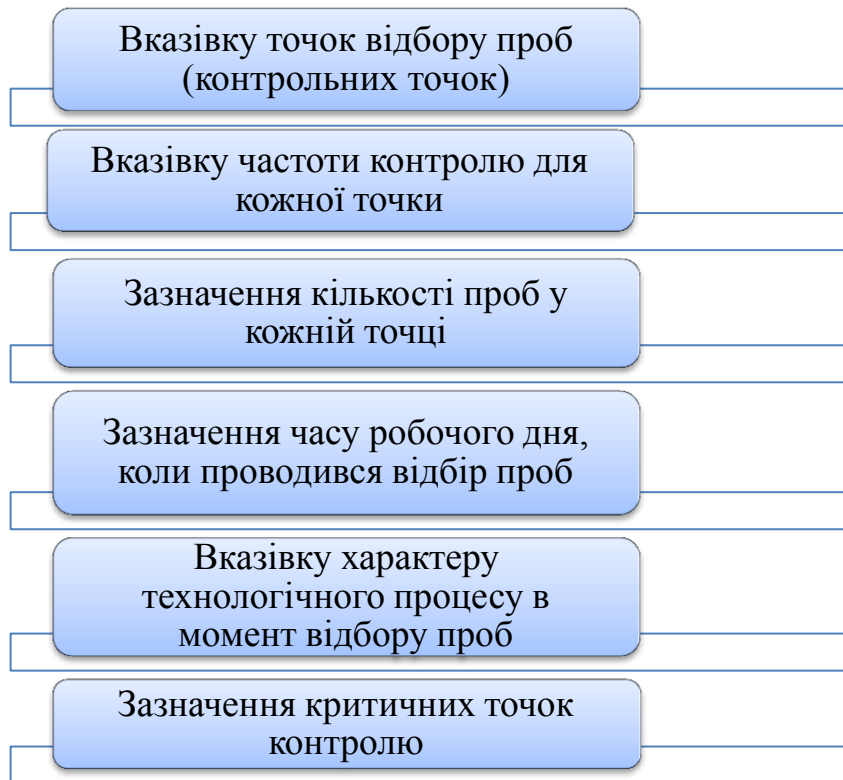 Вказівку точок відбору проб
(контрольних точок)
Вказівку частоти контролю для
кожної точки
Зазначення кількості проб у
кожній точці
Зазначення часу робочого дня,
коли проводився відбір проб
Вказівку характеру
технологічного процесу в
момент відбору проб
Зазначення критичних точок
контролю